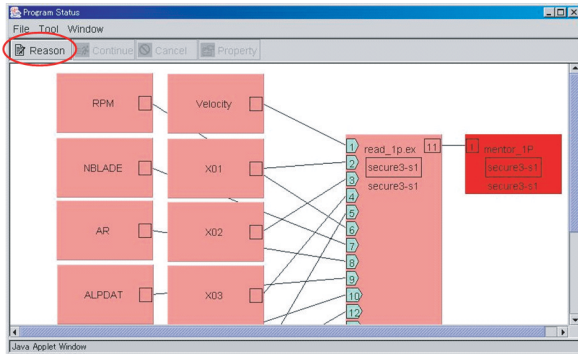 Program Status
File Tool Window
Reason Continue Cancel Property
RPM
Velocity
NBLADE
X01
AR
X02
ALPDAT
X03
1
2
3
4
5
6
7
8
9
10
12
read_1p.ex
11
secure3-s1
secure3-s1
1
mentor_1P
secure3-s1
secure3-s1
Java Applet Window